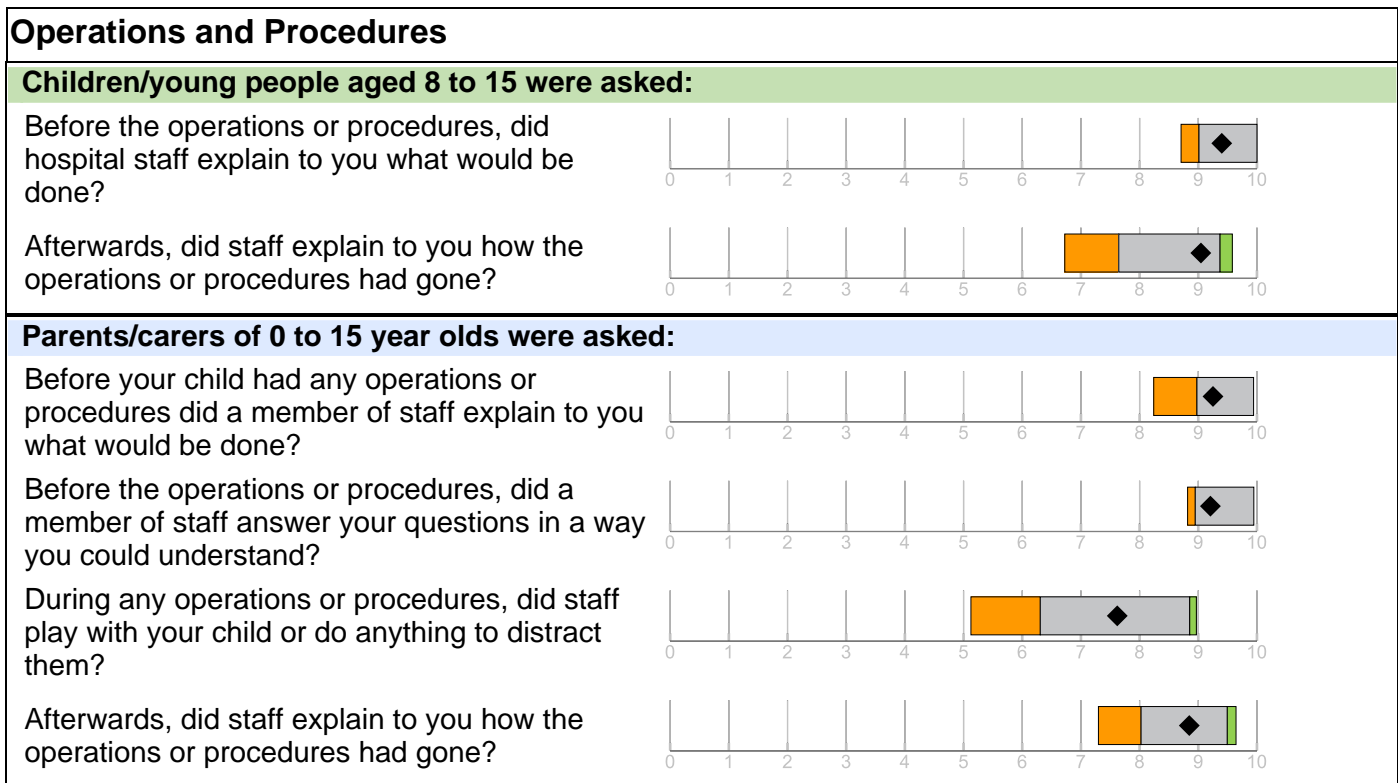 Operations and Procedures
Children/young people aged 8 to 15 were asked:
Before the operations or procedures, did
hospital staff explain to you what would be
done?
0 1 2 3 4 5 6 7 8 9 10
Afterwards, did staff explain to you how the
operations or procedures had gone?
0 1 2 3 4 5 6 7 8 9 10
Parents/carers of 0 to 15 year olds were asked:
Before your child had any operations or
procedures did a member of staff explain to you
what would be done?
0 1 2 3 4 5 6 7 8 9 10
Before the operations or procedures, did a
member of staff answer your questions in a way
you could understand?
0 1 2 3 4 5 6 7 8 9 10
During any operations or procedures, did staff
play with your child or do anything to distract
them?
0 1 2 3 4 5 6 7 8 9 10
Afterwards, did staff explain to you how the
operations or procedures had gone?
0 1 2 3 4 5 6 7 8 9 10